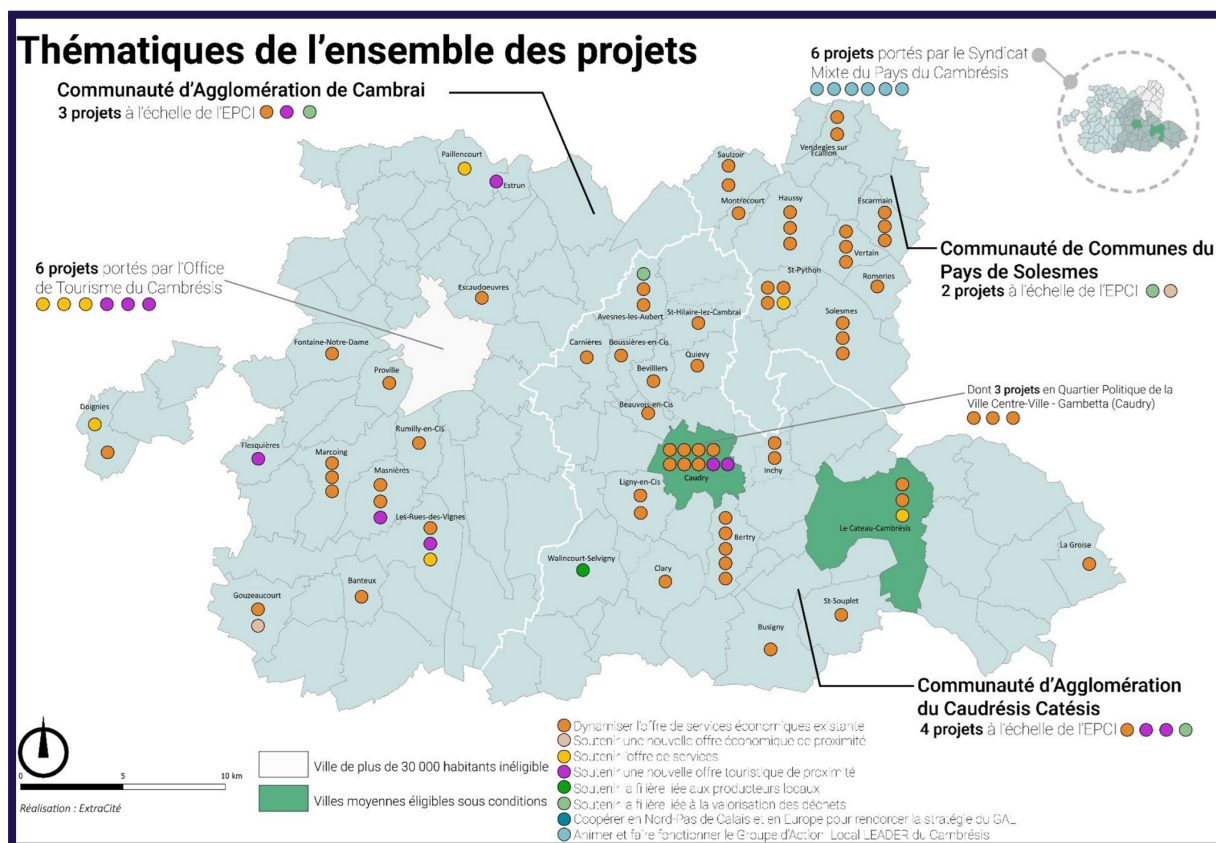 Thématiques de l'ensemble des projets
Communauté d'Agglomération de Cambrai
3 projets à l'échelle de l'EPCI
6 projets portés par le Syndicat
Mixte du Pays du Cambrésis
Paillencourt
Estrun
Saulzoir
Vendegies sur
Ecaillon
Montrecourt
Haussy
Escarmain
Vertain
St-Python
Romeries
Communauté de Communes du
Pays de Solesmes
2 projets à l'échelle de l'EPCI
6 projets portés par l'Office
de Tourisme du Cambrésis
Escaudoeuvres
Avesnes-les-Aubert
St-Hilaire-lez-Cambrai
Solesmes
Fontaine-Notre-Dame
Carnières
Boussières-en-Cis
Quievy
Proville
Bevilllers
Beauvois-en-Cis
Dont 3 projets en Quartier Politique de la
Ville Centre-Ville - Gambetta (Caudry)
Doignies
Flesquières
Rumilly-en-Cis
Marcoing
Masnières
Caudry
Inchy
Ligny-en-Cis
Les-Rues-des-Vignes
Bertry
Le Cateau-Cambrésis
La Groise
Walincourt-Selvigny
Clary
Banteux
Gouzeaucourt
St-Souplet
Busigny
Communauté d'Agglomération
du Caudrésis Catésis
4 projets à l'échelle de l'EPCI
0 5 10 km
Réalisation : ExtraCité
Ville de plus de 30 000 habitants inéligible
Villes moyennes éligibles sous conditions
Dynamiser l'offre de services économiques existante
Soutenir une nouvelle offre économique de proximité
Soutenir l'offre de services
Soutenir une nouvelle offre touristique de proximité
Soutenir la filière liée aux producteurs locaux
Soutenir la filière liée à la valorisation des déchets
Coopérer en Nord-Pas de Calais et en Europe pour rencorcer la stratégie du GAL
Animer et faire fonctionner le Groupe d'Action Local LEADER du Cambrésis